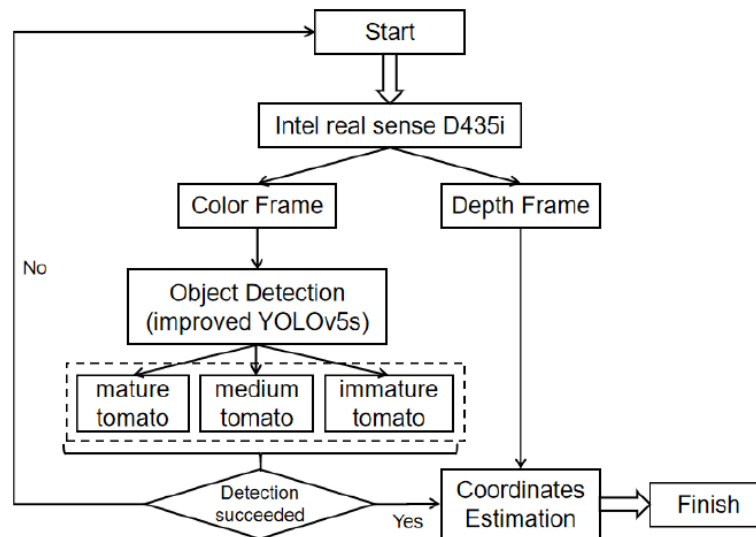 Start
Intel real sense D435i
Color Frame
Depth Frame
No
Object Detection
(improved YOLOv5s)
mature
tomato
medium
tomato
immature
tomato
Detection
succeeded
Yes
Coordinates
Estimation
Finish